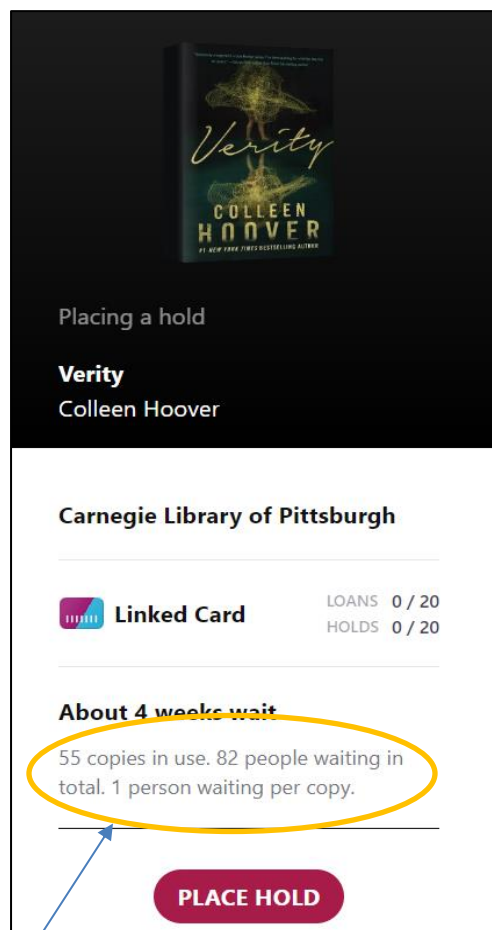 Verity
COLLEEN
HOOVER
#1 NEW YORK TIMES BESTSELLING AUTHOR
Placing a hold
Verity
Colleen Hoover
Carnegie Library of Pittsburgh
Linked Card
LOANS 0 / 20
HOLDS 0 / 20
About 4 weeks wait
55 copies in use. 82 people waiting in
total. 1 person waiting per copy.
PLACE HOLD